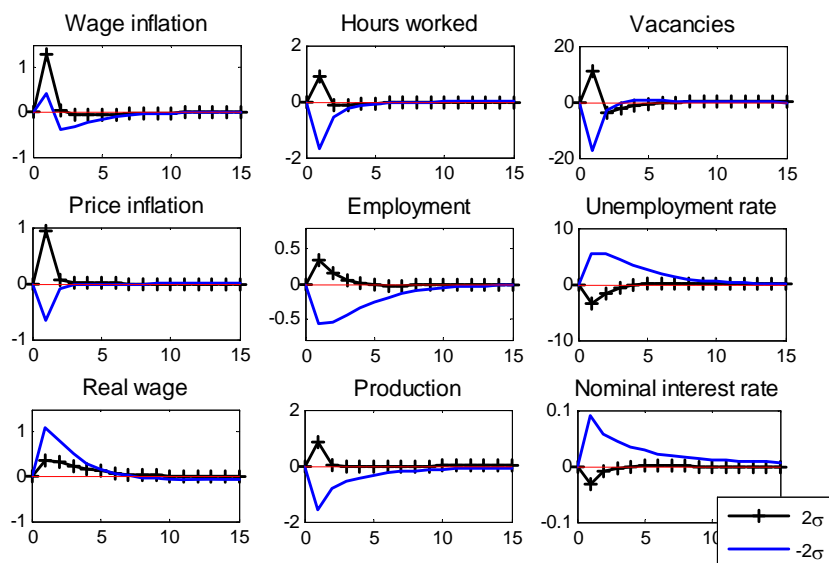 Wage inflation
1
0
-1
0 5 10 15
Hours worked
2
0
-2
0 5 10 15
Vacancies
20
0
-20
0 5 10 15
Price inflation
1
0
-1
0 5 10 15
Employment
0.5
0
-0.5
0 5 10 15
Unemployment rate
10
0
-10
0 5 10 15
Real wage
1
0
-1
0 5 10 15
Production
2
0
-2
0 5 10 15
Nominal interest rate
0.1
0
-0.1
0 5
2σ
-2σ